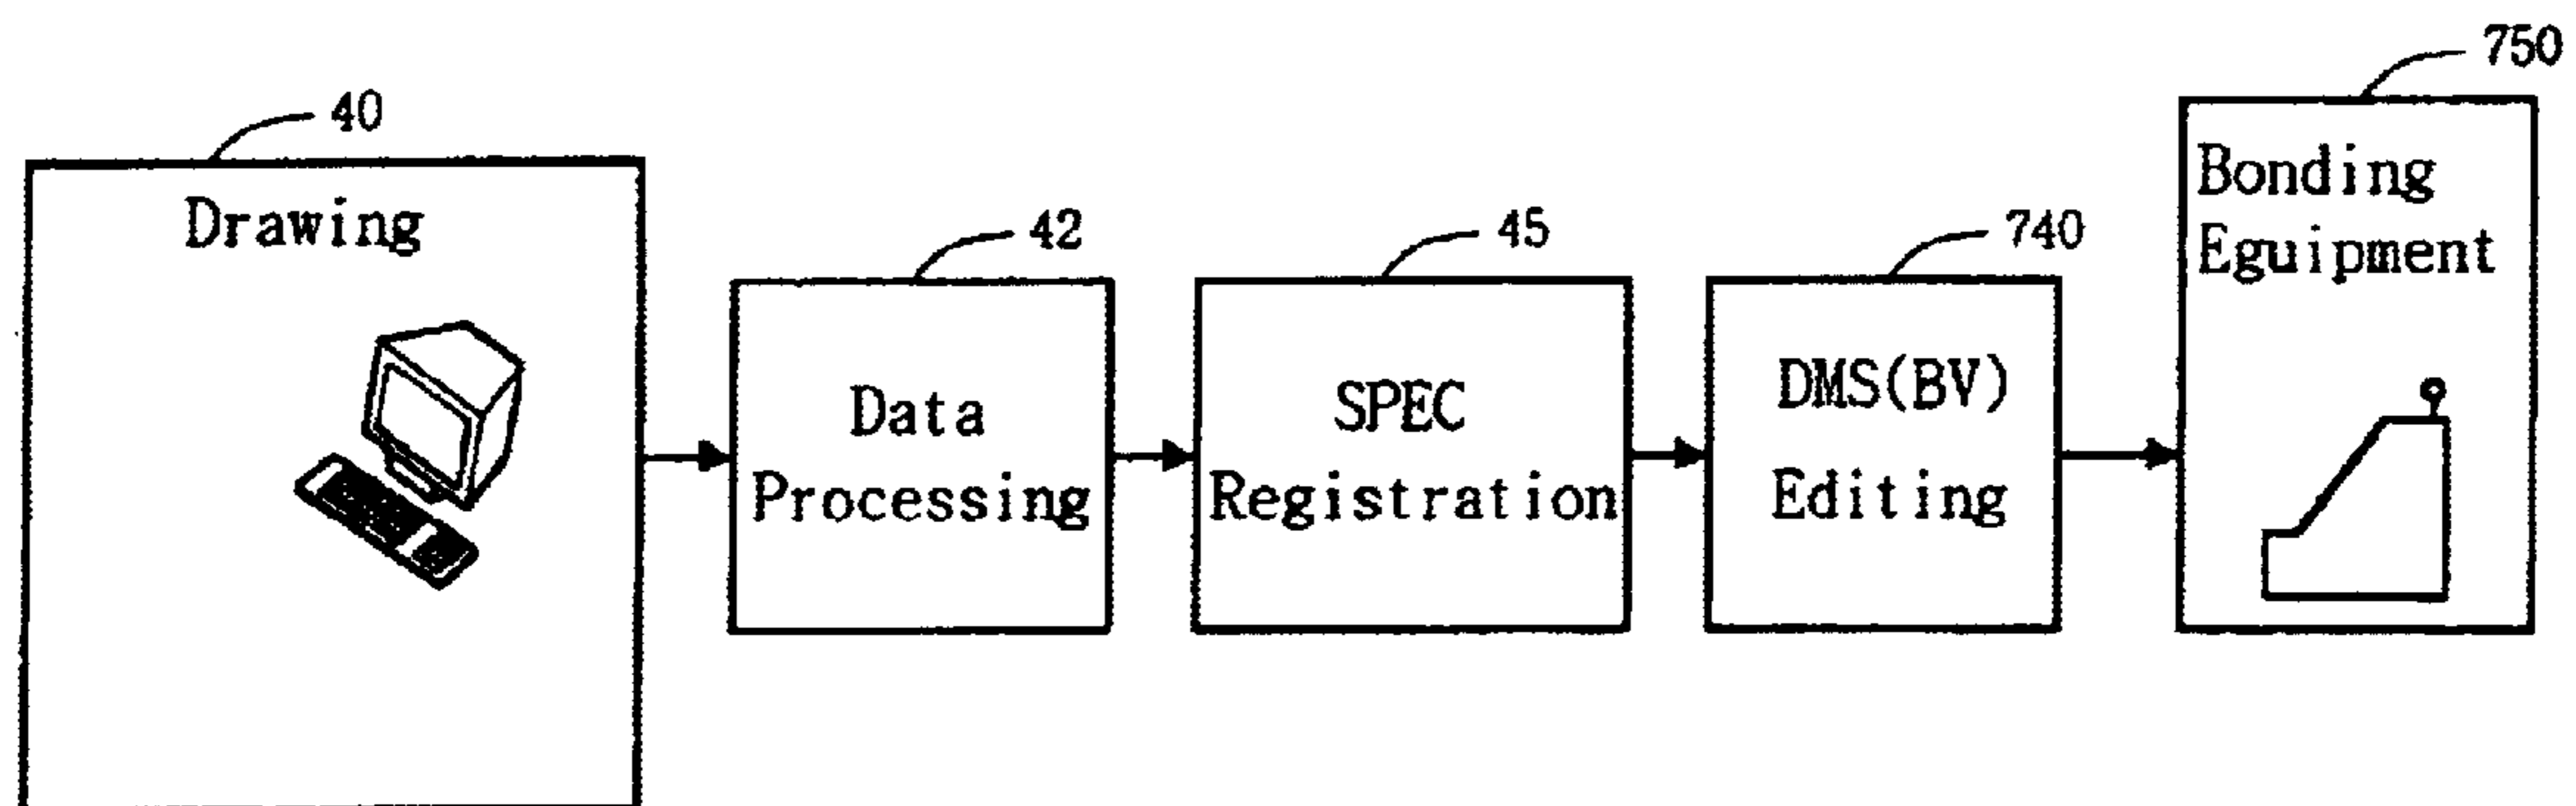 40
Drawing
42
Data
Processing
45
SPEC
Registration
740
DMS(BV)
Editing
750
Bonding
Eguipment